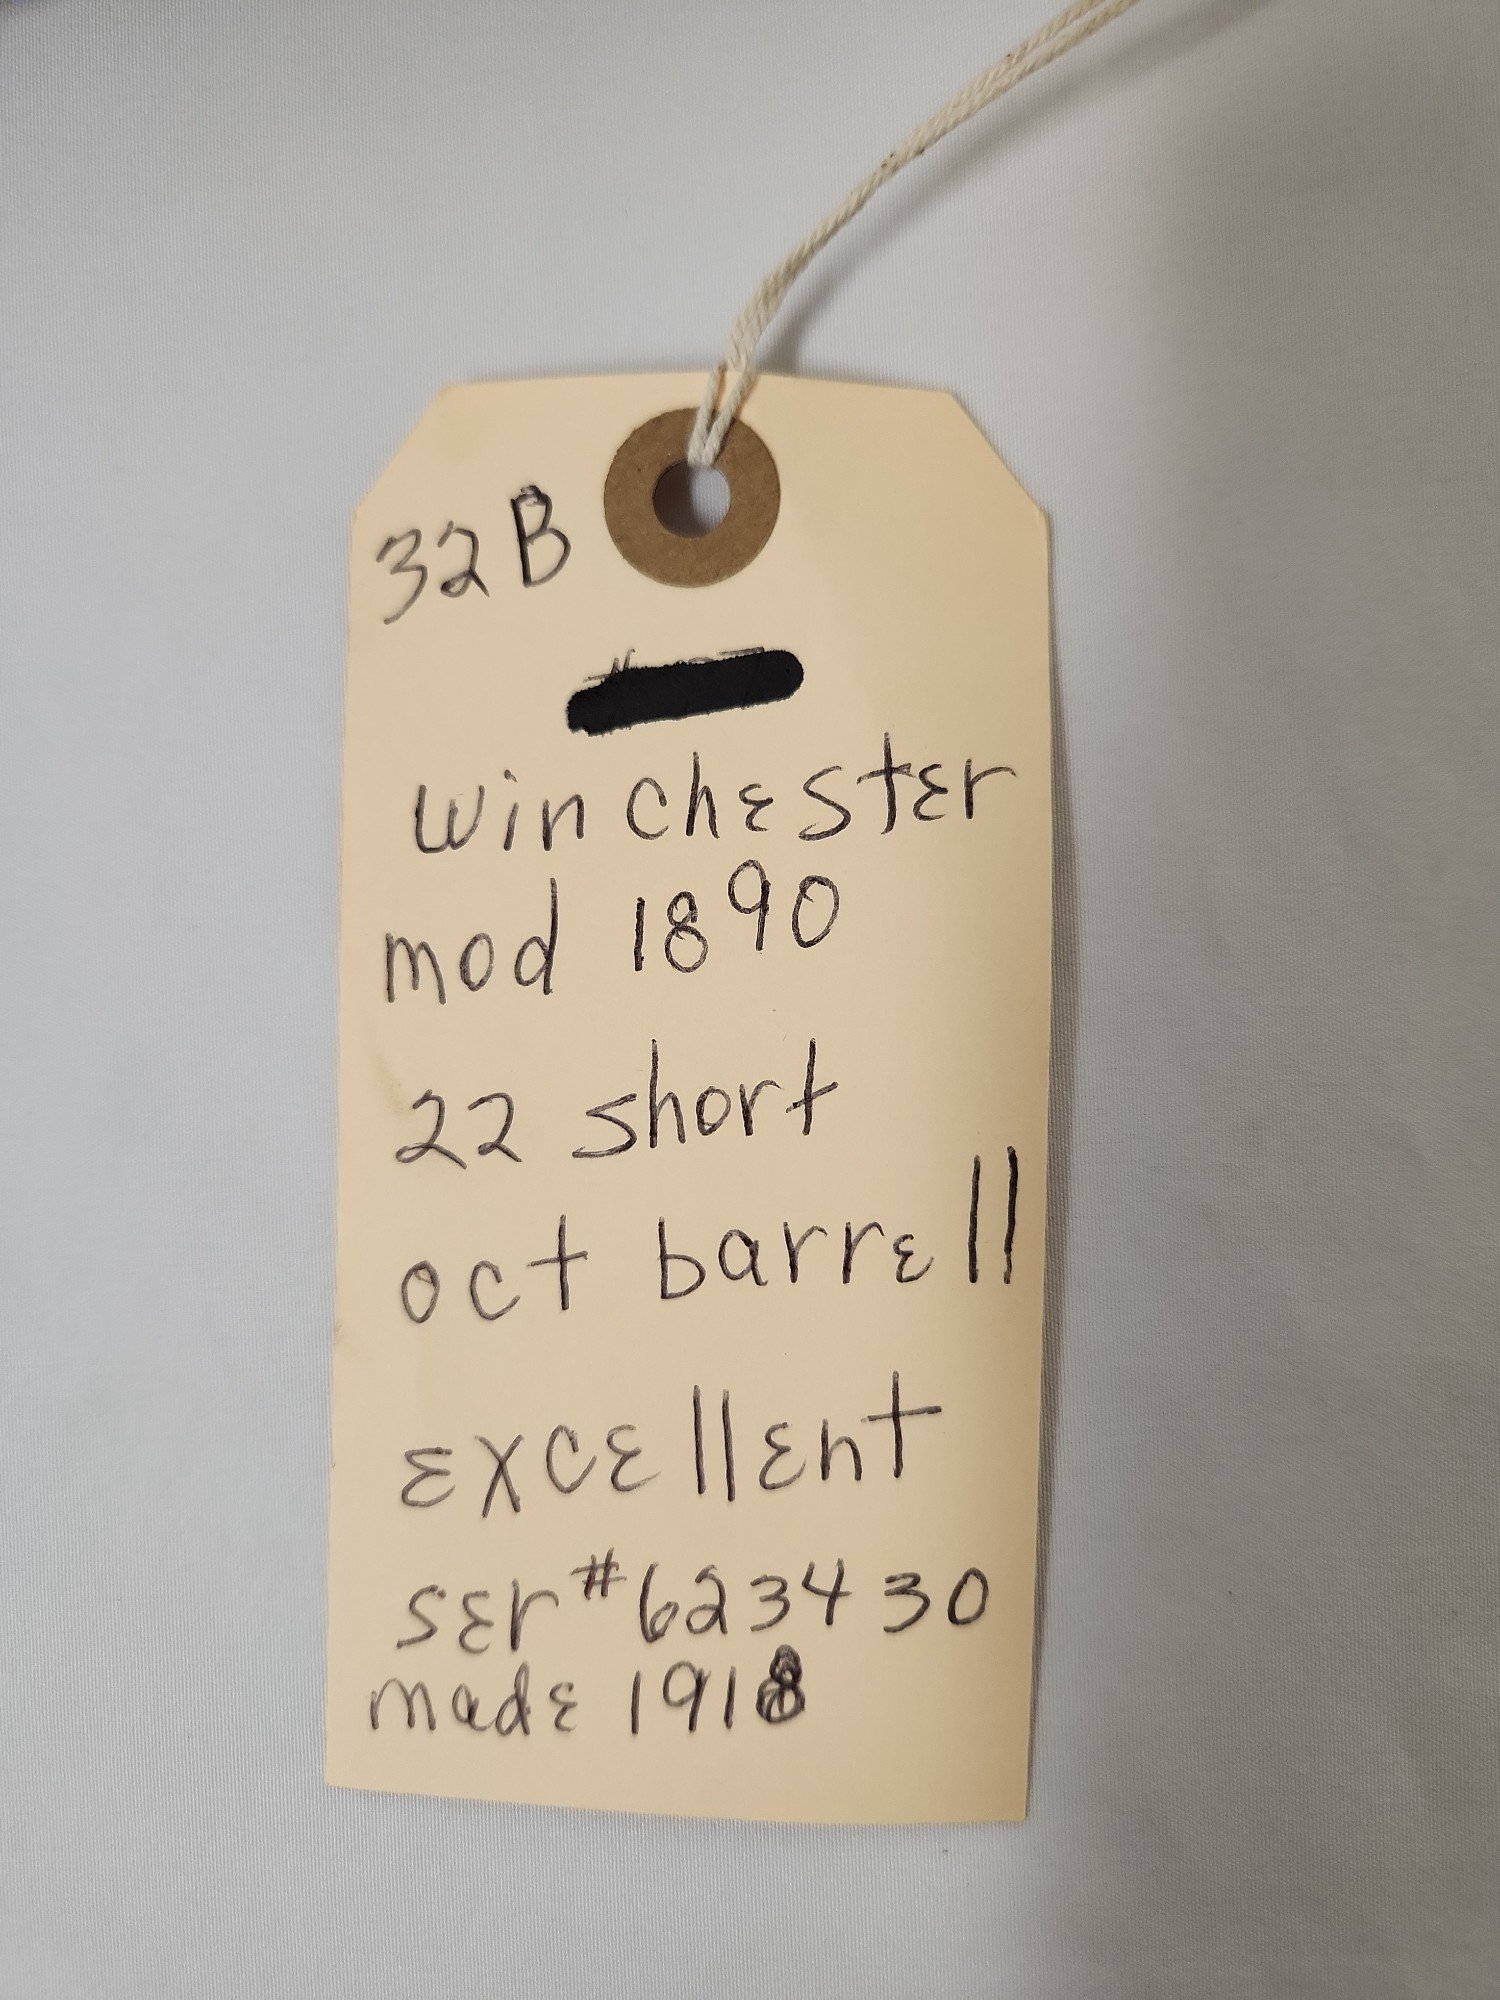 32B
Winchester
mod 1890
22 short
oct barrell
excellent
ser # 623430
made 1918